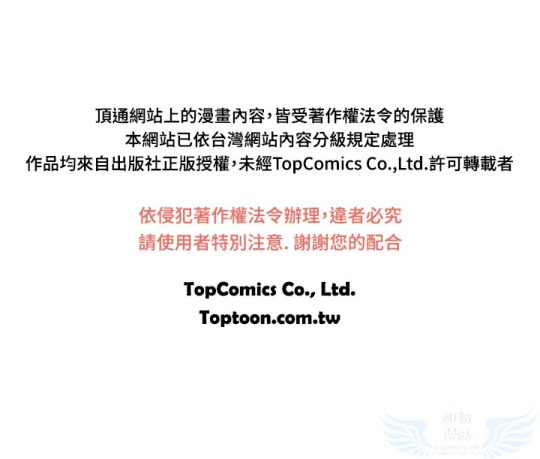 頂通網站上的漫畫內容，皆受著作權法令的保護
本網站已依台灣網站內容分級規定處理
作品均來自出版社正版授權，未經TopComics Co.,Ltd.許可轉載者
依侵犯著作權法令辦理，違者必究
請使用者特別注意. 謝謝您的配合
TopComics Co., Ltd.
Toptoon.com.tw